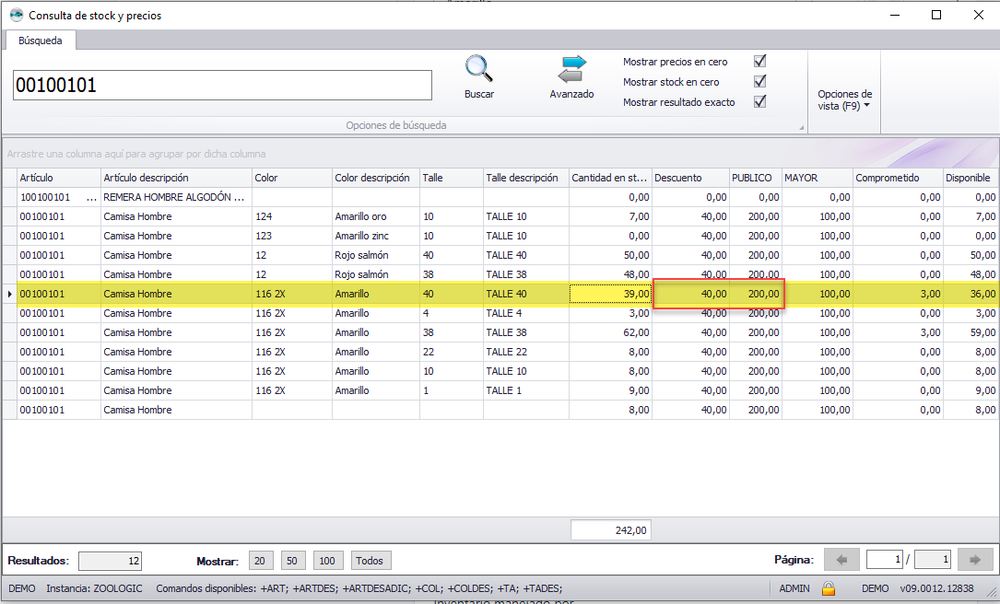 Consulta de stock y precios
Búsqueda
00100101
Buscar
Avanzado
Mostrar precios en cero
Mostrar stock en cero
Mostrar resultado exacto
Opciones de vista (F9)
Opciones de búsqueda
Arrastre una columna aquí para agrupar por dicha columna
Artículo Artículo descripción Color Color descripción Talle Talle descripción Cantidad en st... Descuento PUBLICO MAYOR Comprometido Disponible
100100101 ... REMERA HOMBRE ALGODÓN ... 0,00 0,00 0,00 0,00 0,00 0,00
00100101 Camisa Hombre 124 Amarillo oro 10 TALLE 10 7,00 40,00 200,00 100,00 0,00 7,00
00100101 Camisa Hombre 123 Amarillo zinc 10 TALLE 10 0,00 40,00 200,00 100,00 0,00 0,00
00100101 Camisa Hombre 12 Rojo salmón 40 TALLE 40 50,00 40,00 200,00 100,00 0,00 50,00
00100101 Camisa Hombre 12 Rojo salmón 38 TALLE 38 48,00 40,00 200,00 100,00 0,00 48,00
00100101 Camisa Hombre 116 2X Amarillo 40 TALLE 40 39,00 40,00 200,00 100,00 3,00 36,00
00100101 Camisa Hombre 116 2X Amarillo 4 TALLE 4 3,00 40,00 200,00 100,00 0,00 3,00
00100101 Camisa Hombre 116 2X Amarillo 38 TALLE 38 62,00 40,00 200,00 100,00 3,00 59,00
00100101 Camisa Hombre 116 2X Amarillo 22 TALLE 22 8,00 40,00 200,00 100,00 0,00 8,00
00100101 Camisa Hombre 116 2X Amarillo 10 TALLE 10 8,00 40,00 200,00 100,00 0,00 8,00
00100101 Camisa Hombre 116 2X Amarillo 1 TALLE 1 9,00 40,00 200,00 100,00 0,00 9,00
00100101 Camisa Hombre 8,00 40,00 200,00 100,00 0,00 8,00
242,00
Resultados: 12 Mostrar: 20 50 100 Todos Página: 1 / 1
DEMO Instancia: ZOOLOGIC Comandos disponibles: +ART; +ARTDES; +ARTDESADIC; +COL; +COLDES; +TA; +TADES; ADMIN DEMO v09.0012.12838